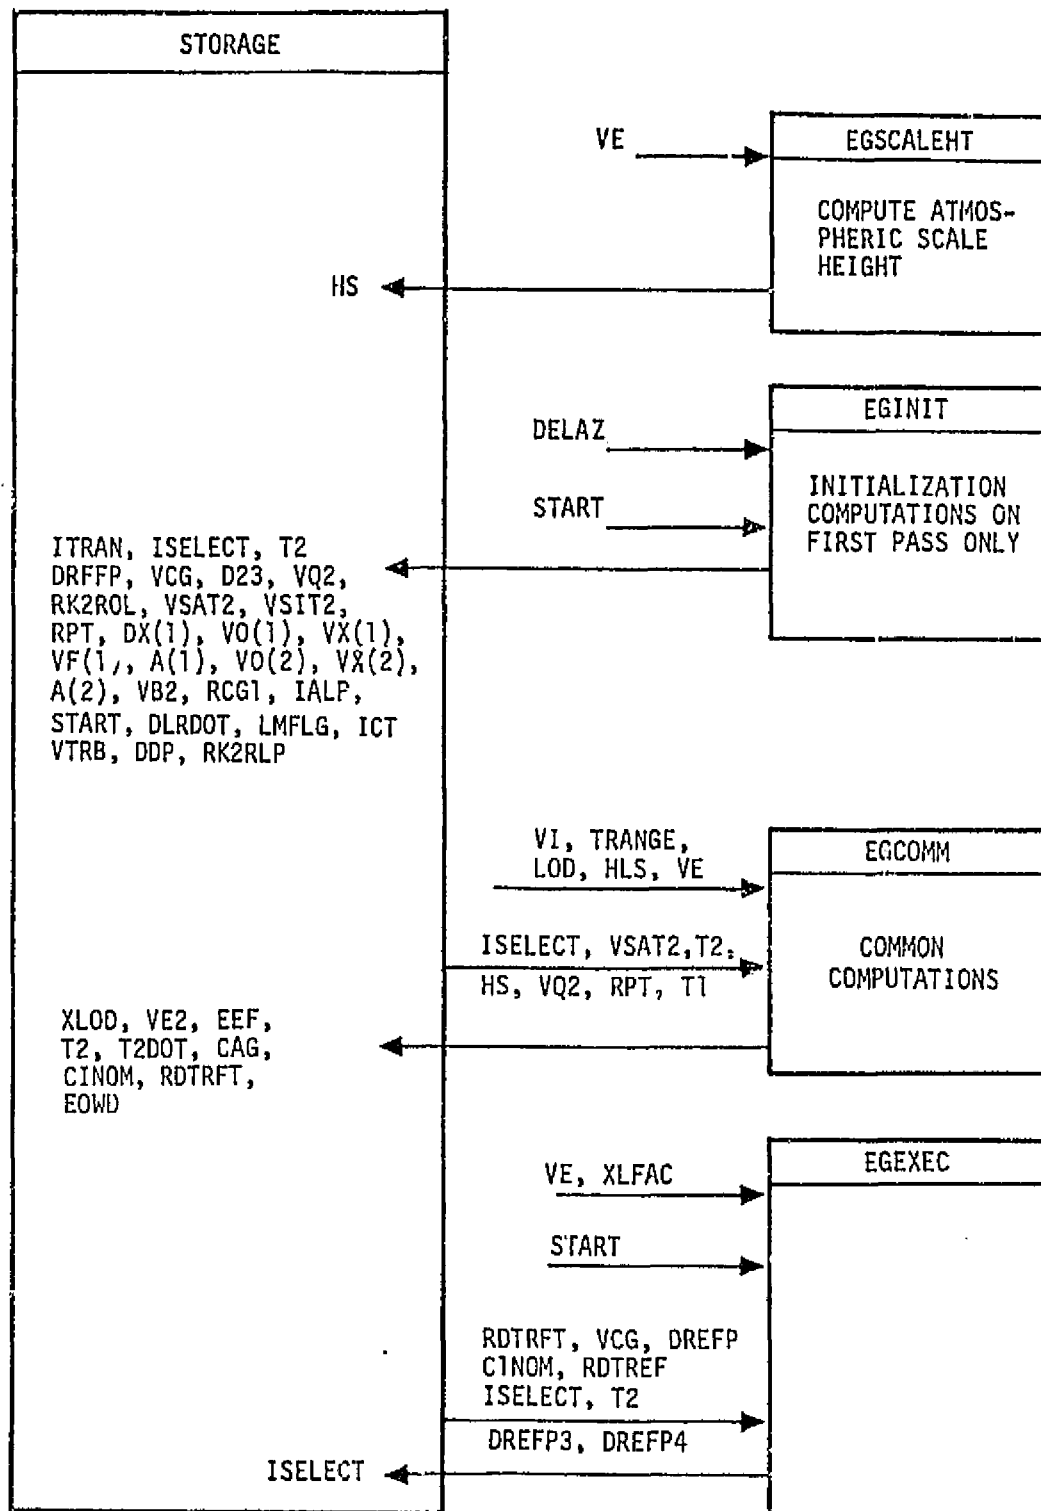 STORAGE
VE
EGSCALEHT
COMPUTE ATMOS-
PHERIC SCALE
HEIGHT
HS
EGINIT
DELAZ
START
INITIALIZATION
COMPUTATIONS ON
FIRST PASS ONLY
ITRAN, ISELECT, T2
DRFFP, VCG, D23, VQ2,
RK2ROL, VSAT2, VSIT2,
RPT, DX(1), VO(1), VX(1),
VF(1,, A(1), VO(2), VX(2),
A(2), VB2, RCG1, IALP,
START, DLRDOT, LMFLG, ICT
VTRB, DDP, RK2RLP
VI, TRANGE,
LOD, HLS, VE
EGCOMM
ISELECT, VSAT2,T2,
HS, VQ2, RPT, T1
COMMON
COMPUTATIONS
XLOD, VE2, EEF,
T2, T2DOT, CAG,
CINOM, RDTRFT,
EOWD
EGEXEC
VE, XLFAC
START
RDTRFT, VCG, DREFP
C1NOM, RDTREF
ISELECT, T2
DREFP3, DREFP4
ISELECT